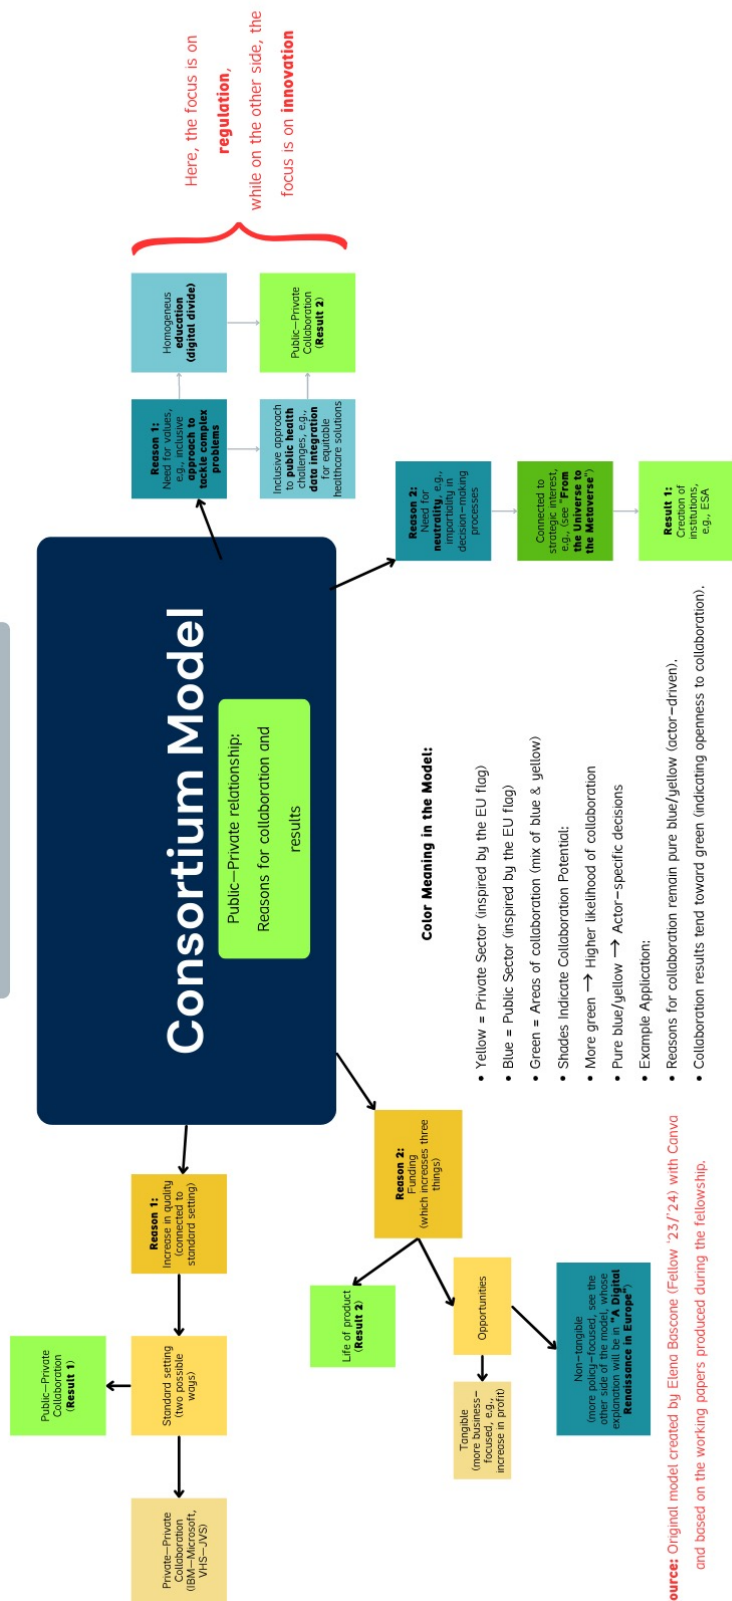 Consortium Model
Public—Private relationship:
Reasons for collaboration and
results
Reason 1:
Increase in quality
(connected to
standard setting)
Standard setting
(two possible
ways)
Public—Private
Collaboration
(Result 1)
Private—Private
Collaboration
(IBM—Microsoft,
VHS—JVS)
Reason 2:
Funding
(which increases three
things)
Life of product
(Result 2)
Opportunities
Tangible
(more business—
focused, e.g.,
increase in profit)
Non-tangible
(more policy-focused, see the
other side of the model, whose
explanation will be in "A Digital
Renaissance in Europe")
Reason 1:
Need for values,
e.g., inclusive
approach to
tackle complex
problems
Homogeneus
education
(digital divide)
Inclusive approach
to public health
challenges, e.g.,
data integration
for equitable
healthcare solutions
Public—Private
Collaboration
(Result 2)
Here, the focus is on
regulation,
while on the other side, the
focus is on innovation
Reason 2:
Need for
neutrality, e.g.,
impartiality in
decision-making
processes
Connected to
strategic interest,
e.g., (see "From
the Universe to
the Metaverse")
Result 1:
Creation of
institutions,
e.g., ESA
Color Meaning in the Model:
• Yellow = Private Sector (inspired by the EU flag)
• Blue = Public Sector (inspired by the EU flag)
• Green = Areas of collaboration (mix of blue & yellow)
• Shades Indicate Collaboration Potential:
• More green → Higher likelihood of collaboration
• Pure blue/yellow → Actor-specific decisions
• Example Application:
• Reasons for collaboration remain pure blue/yellow (actor-driven).
• Collaboration results tend toward green (indicating openness to collaboration).
ource: Original model created by Elena Bascone (Fellow '23/'24) with Canva
and based on the working papers produced during the fellowship.